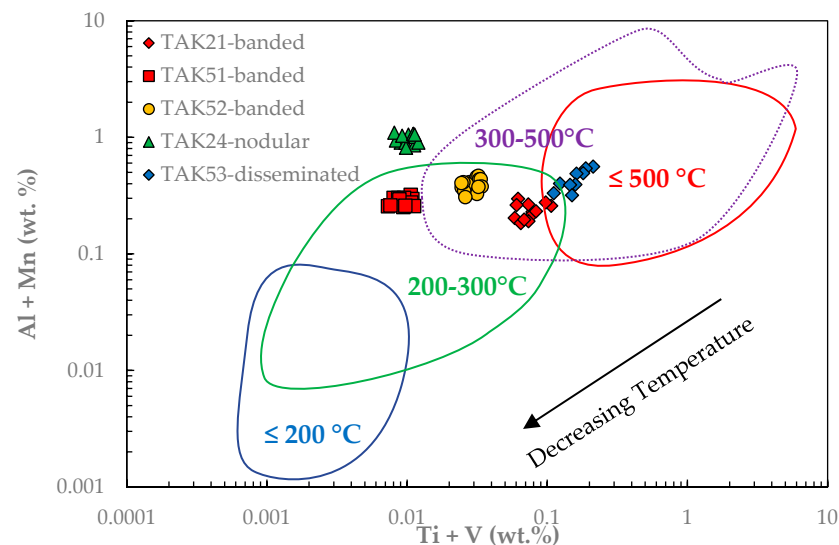 10
TAK21-banded
TAK51-banded
TAK52-banded
TAK24-nodular
TAK53-disseminated
1
0.1
0.01
0.001
Al + Mn (wt. %)
300-500°C
≤ 500 °C
200-300°C
≤ 200 °C
Decreasing Temperature
0.0001
0.001
0.01
0.1
1
10
Ti + V (wt.%)